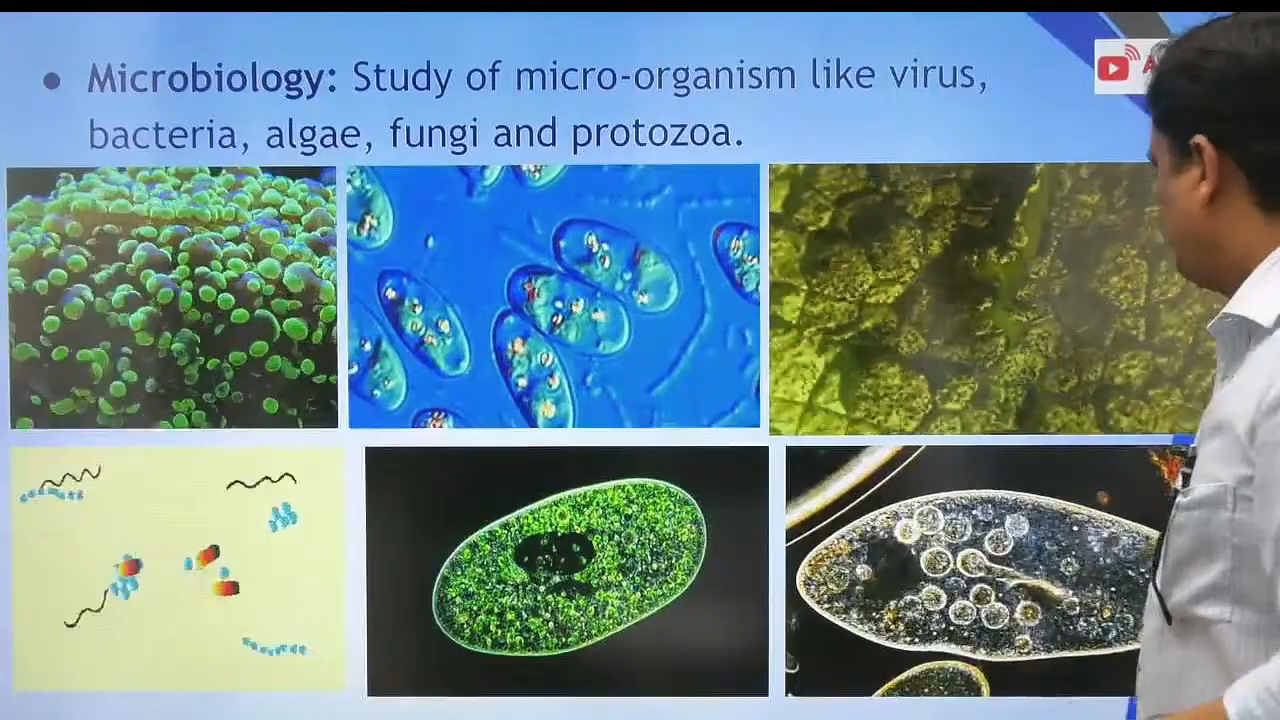 • Microbiology: Study of micro-organism like virus,
bacteria, algae, fungi and protozoa.